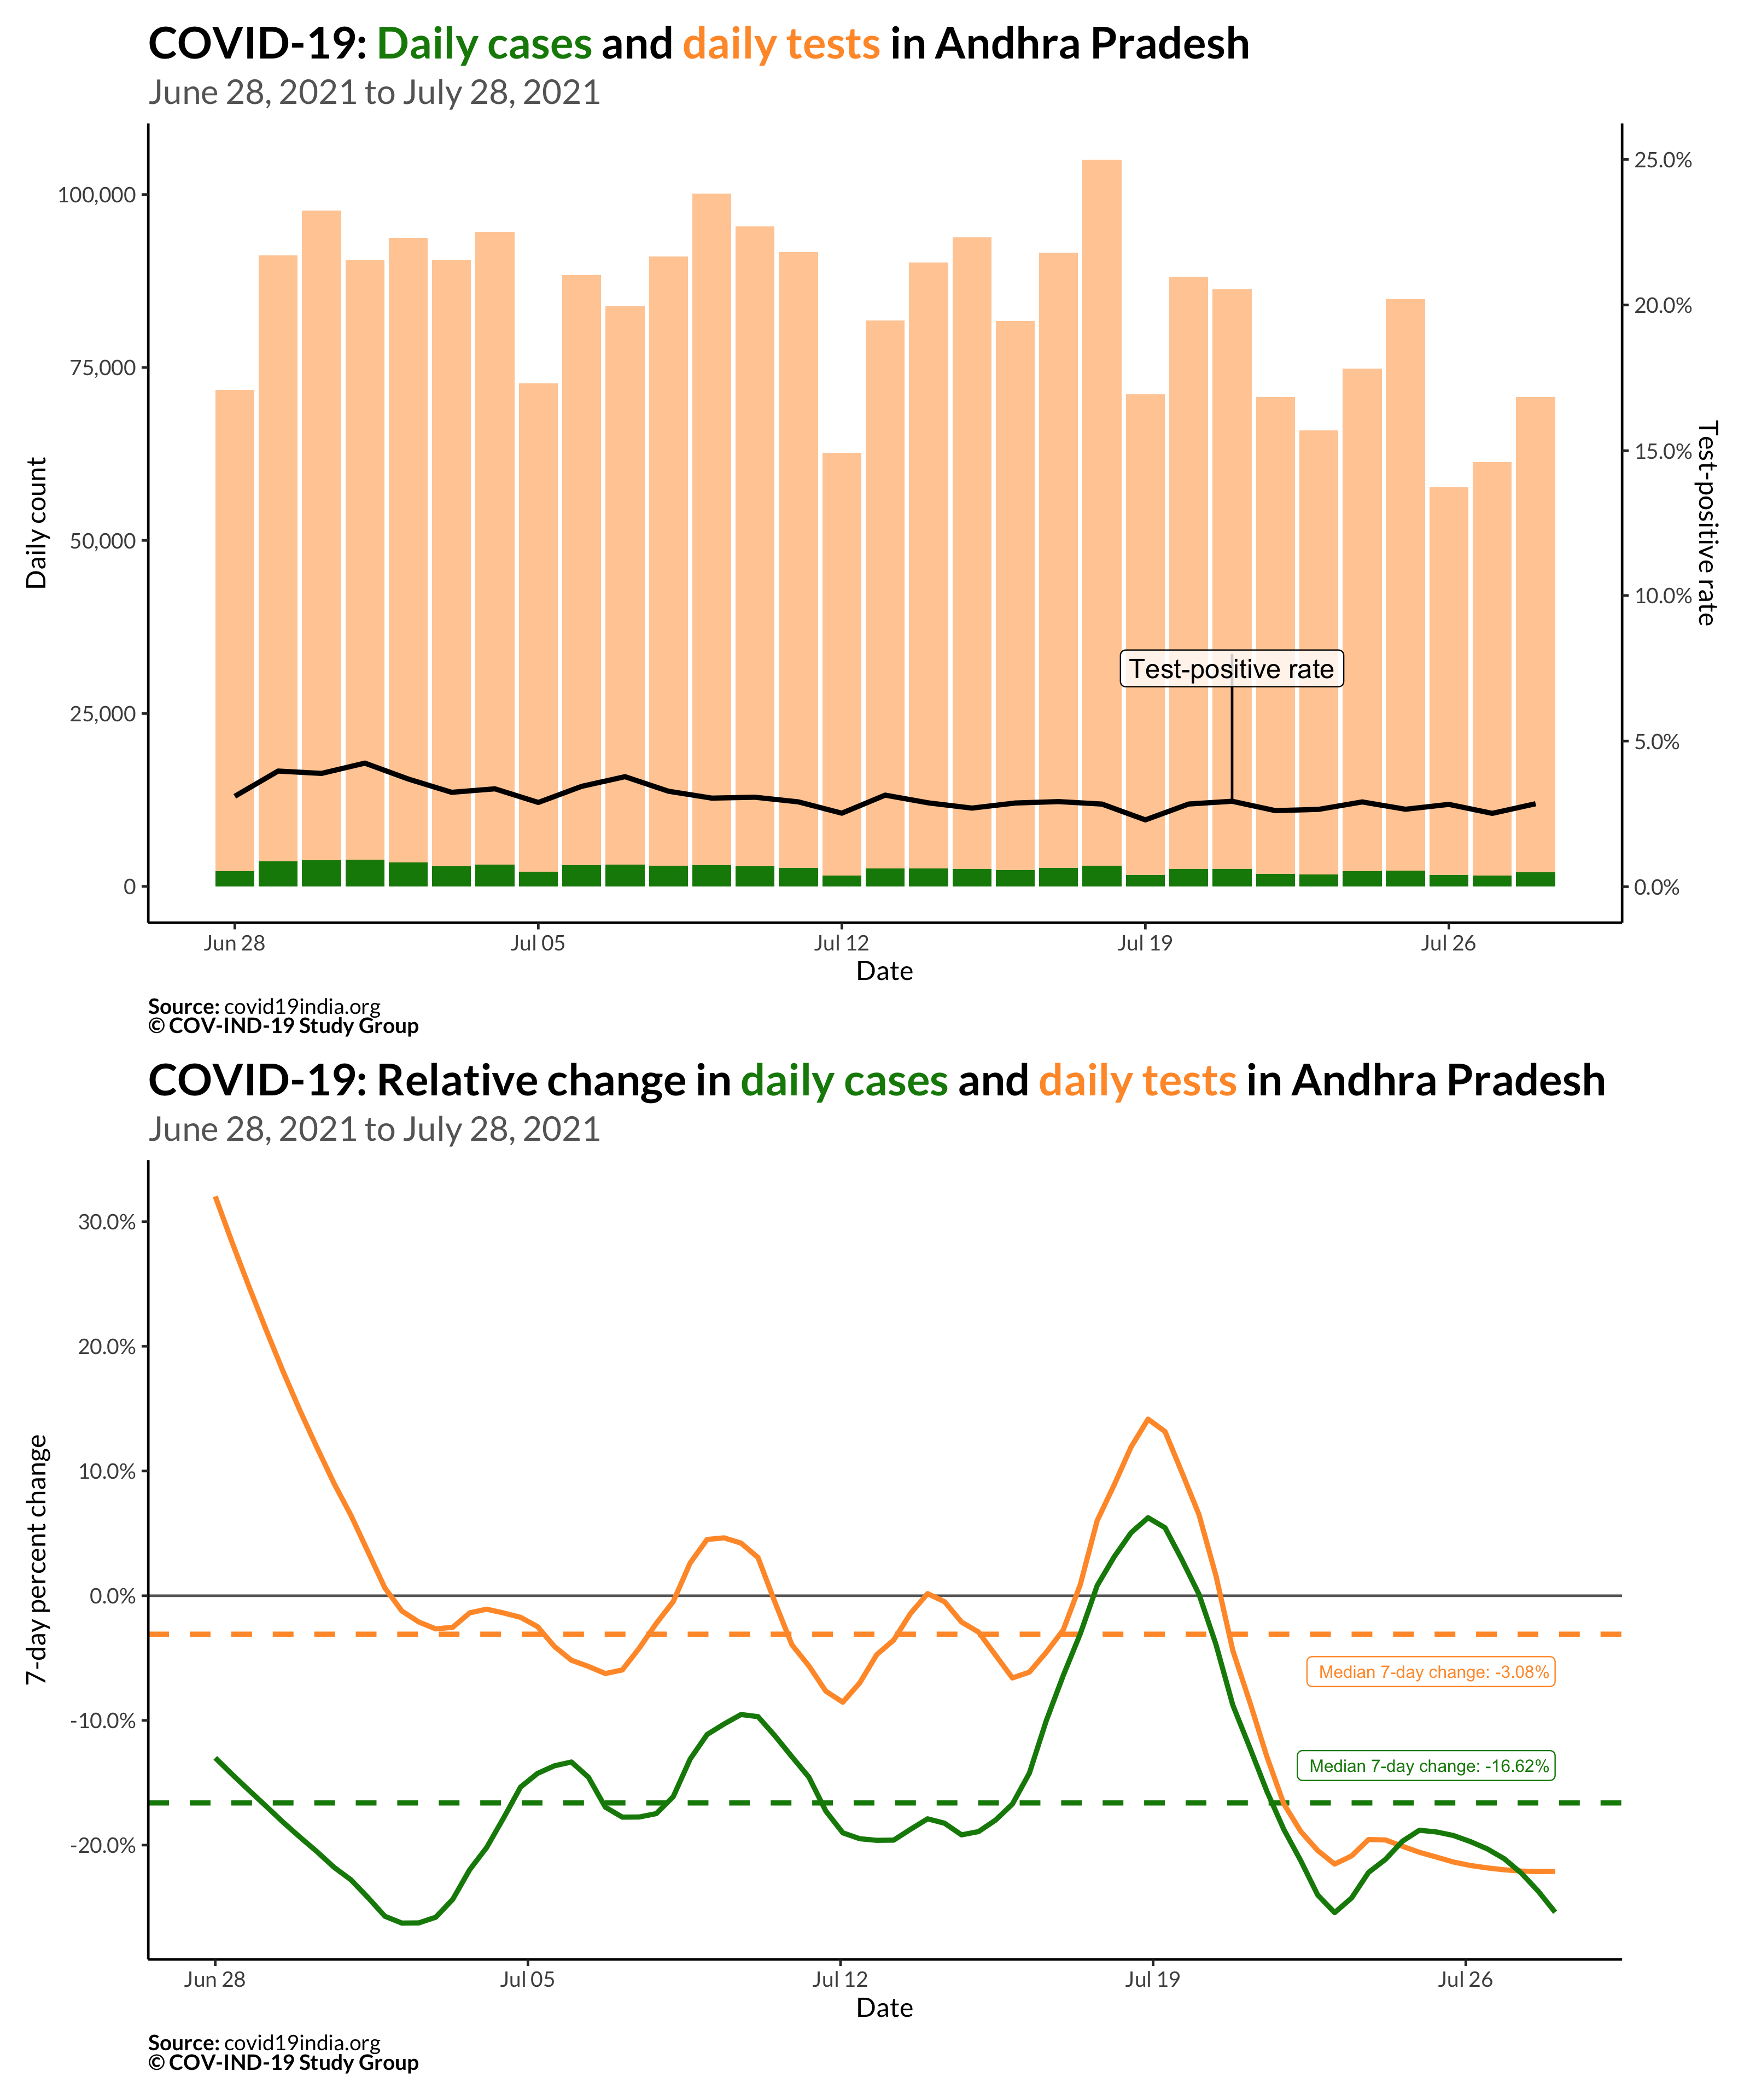 COVID-19: Daily cases and daily tests in Andhra Pradesh
June 28, 2021 to July 28, 2021
100,000
75,000
50,000
25,000
0
Daily count
25.0%
20.0%
15.0%
10.0%
5.0%
0.0%
Test-positive rate
Test-positive rate
Jun 28
Jul 05
Jul 12
Jul 19
Jul 26
Date
Source: covid19india.org
© COV-IND-19 Study Group
COVID-19: Relative change in daily cases and daily tests in Andhra Pradesh
June 28, 2021 to July 28, 2021
30.0%
20.0%
10.0%
0.0%
-10.0%
-20.0%
7-day percent change
Median 7-day change: -3.08%
Median 7-day change: -16.62%
Jun 28
Jul 05
Jul 12
Jul 19
Jul 26
Date
Source: covid19india.org
© COV-IND-19 Study Group